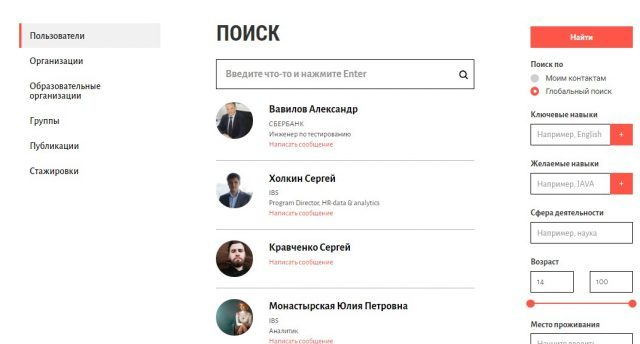 Пользователи
Организации
Образовательные
организации
Группы
Публикации
Стажировки
ПОИСК
Введите что-то и нажмите Enter
Вавилов Александр
СБЕРБАНК
Инженер по тестированию
Написать сообщение
Холкин Сергей
IBS
Program Director, HR-data & analytics
Написать сообщение
Кравченко Сергей
Написать сообщение
Монастырская Юлия Петровна
IBS
Аналитик
Написать сообщение
Найти
Поиск по
Моим контактам
Глобальный поиск
Ключевые навыки
Например, English +
Желаемые навыки
Например, JAVA +
Сфера деятельности
Например, наука
Возраст
14 100
Место проживания